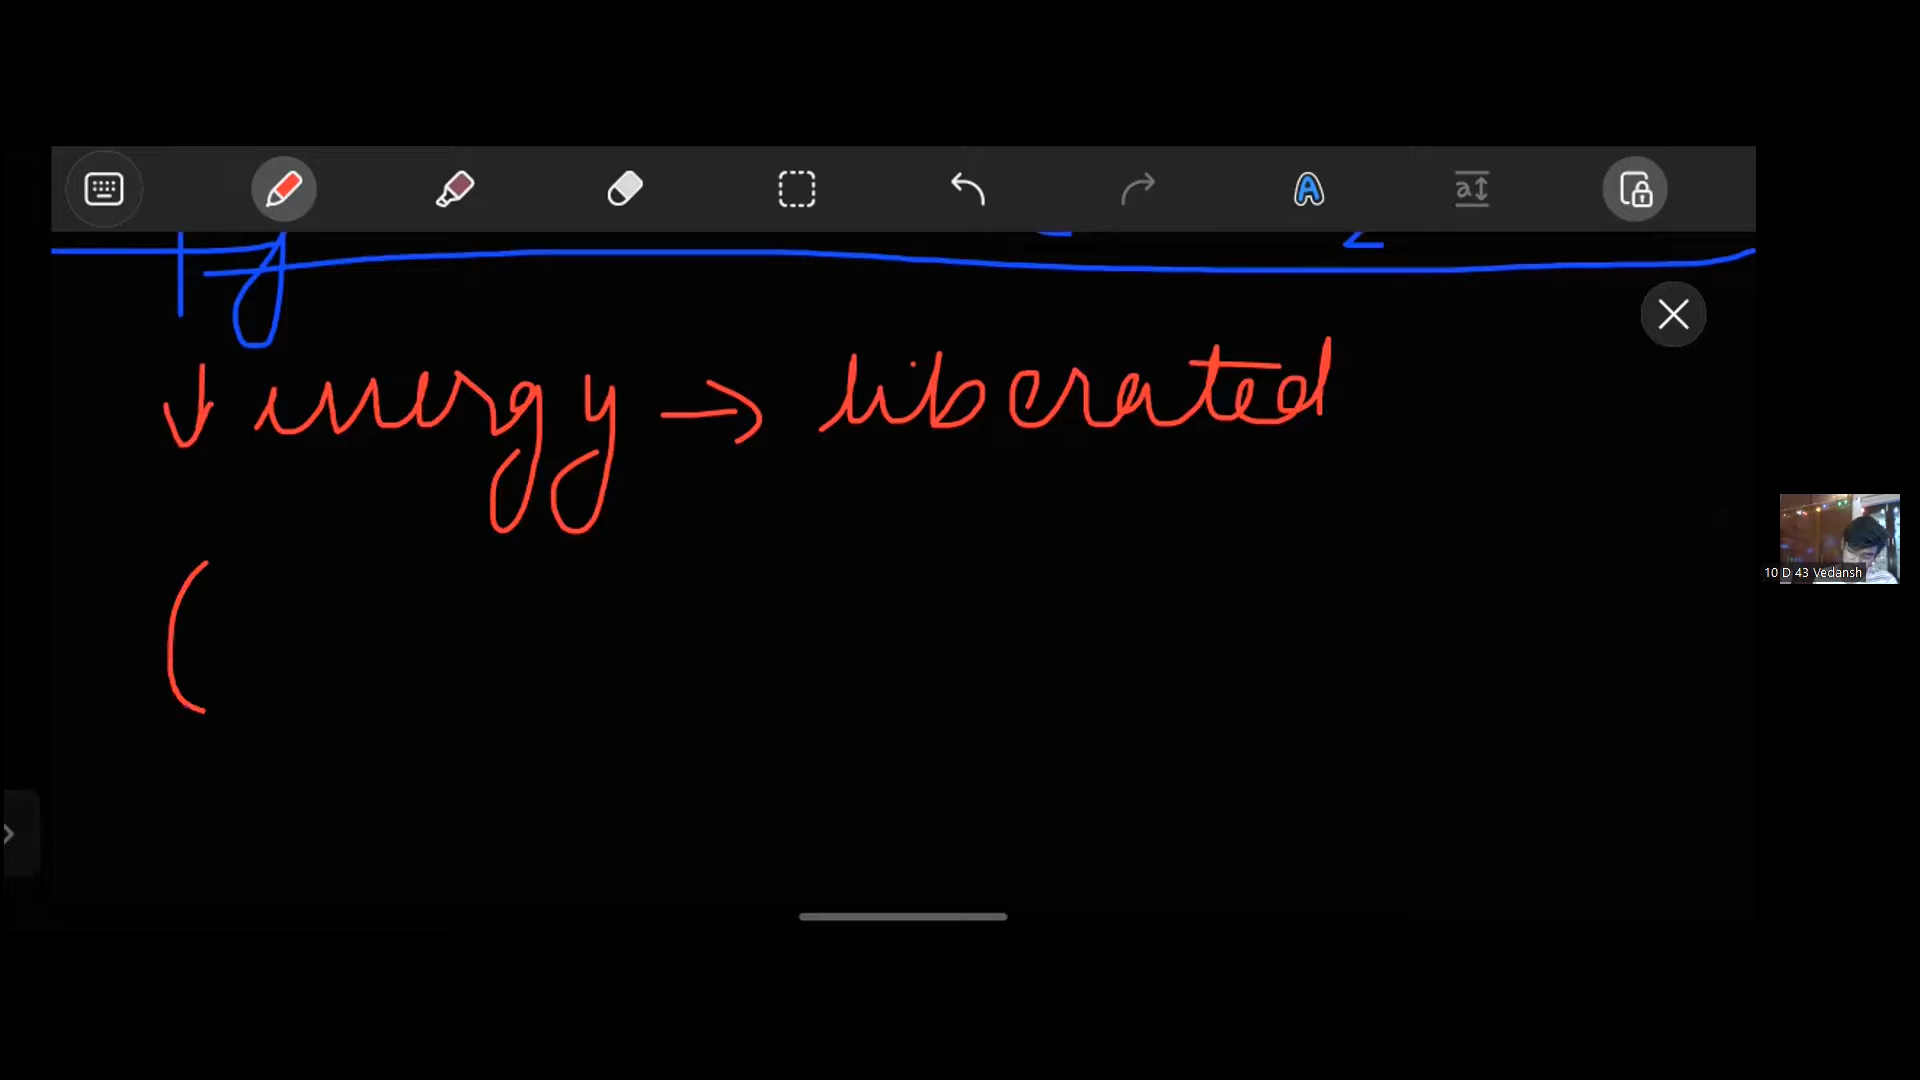 ↓ energy → liberated
(
10 D 43 Vedansh